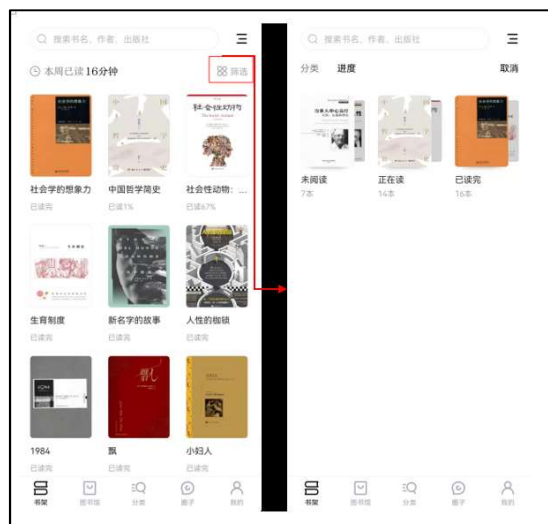 搜索书名、作者、出版社
本周已读16分钟
筛选
社会学的想象力
中国哲学简史
社会性动物：...
已读完
已读1%
已读67%
生育制度
新名字的故事
人性的枷锁
已读完
已读完
已读完
1984
飘
小妇人
已读完
已读完
已读完
书架
图书馆
分类
圈子
我的
搜索书名、作者、出版社
分类
进度
取消
未阅读
正在读
已读完
7本
14本
16本
书架
图书馆
分类
圈子
我的